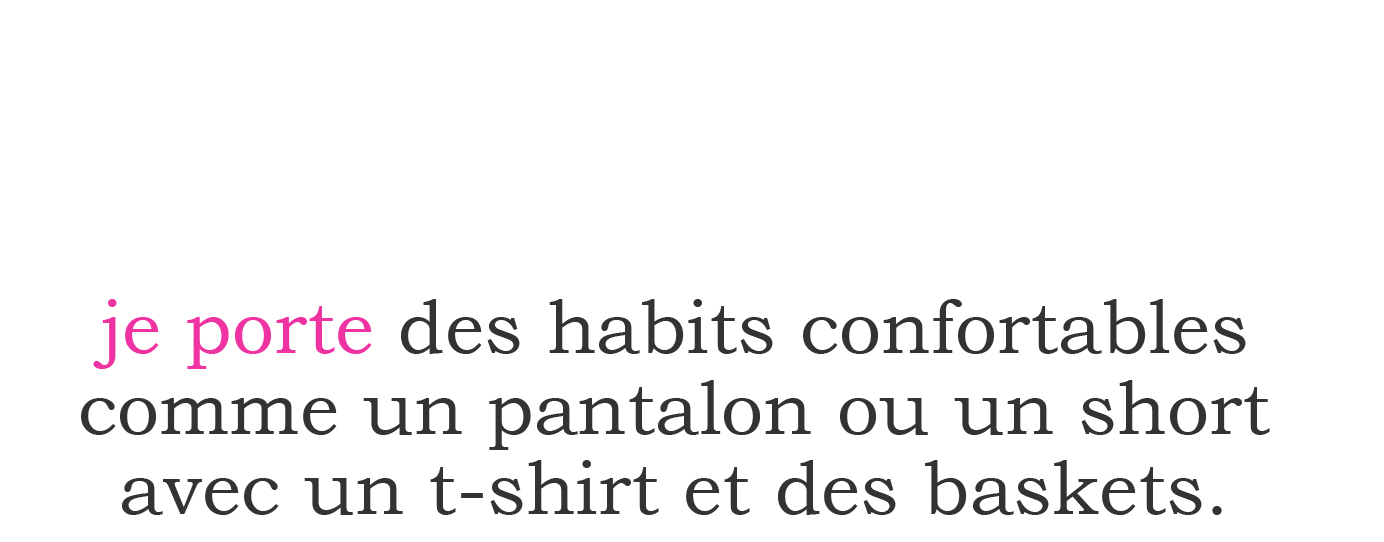 je porte des habits confortables
comme un pantalon ou un short
avec un t-shirt et des baskets.